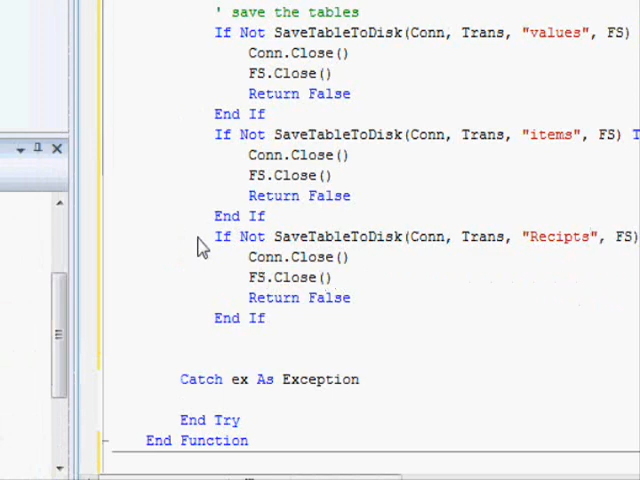 ' save the tables
If Not SaveTableToDisk(Conn, Trans, "values", FS)
Conn.Close()
FS.Close()
Return False
End If
If Not SaveTableToDisk(Conn, Trans, "items", FS) T
Conn.Close()
FS.Close()
Return False
End If
If Not SaveTableToDisk(Conn, Trans, "Recipts", FS)
Conn.Close()
FS.Close()
Return False
End If
Catch ex As Exception
End Try
End Function